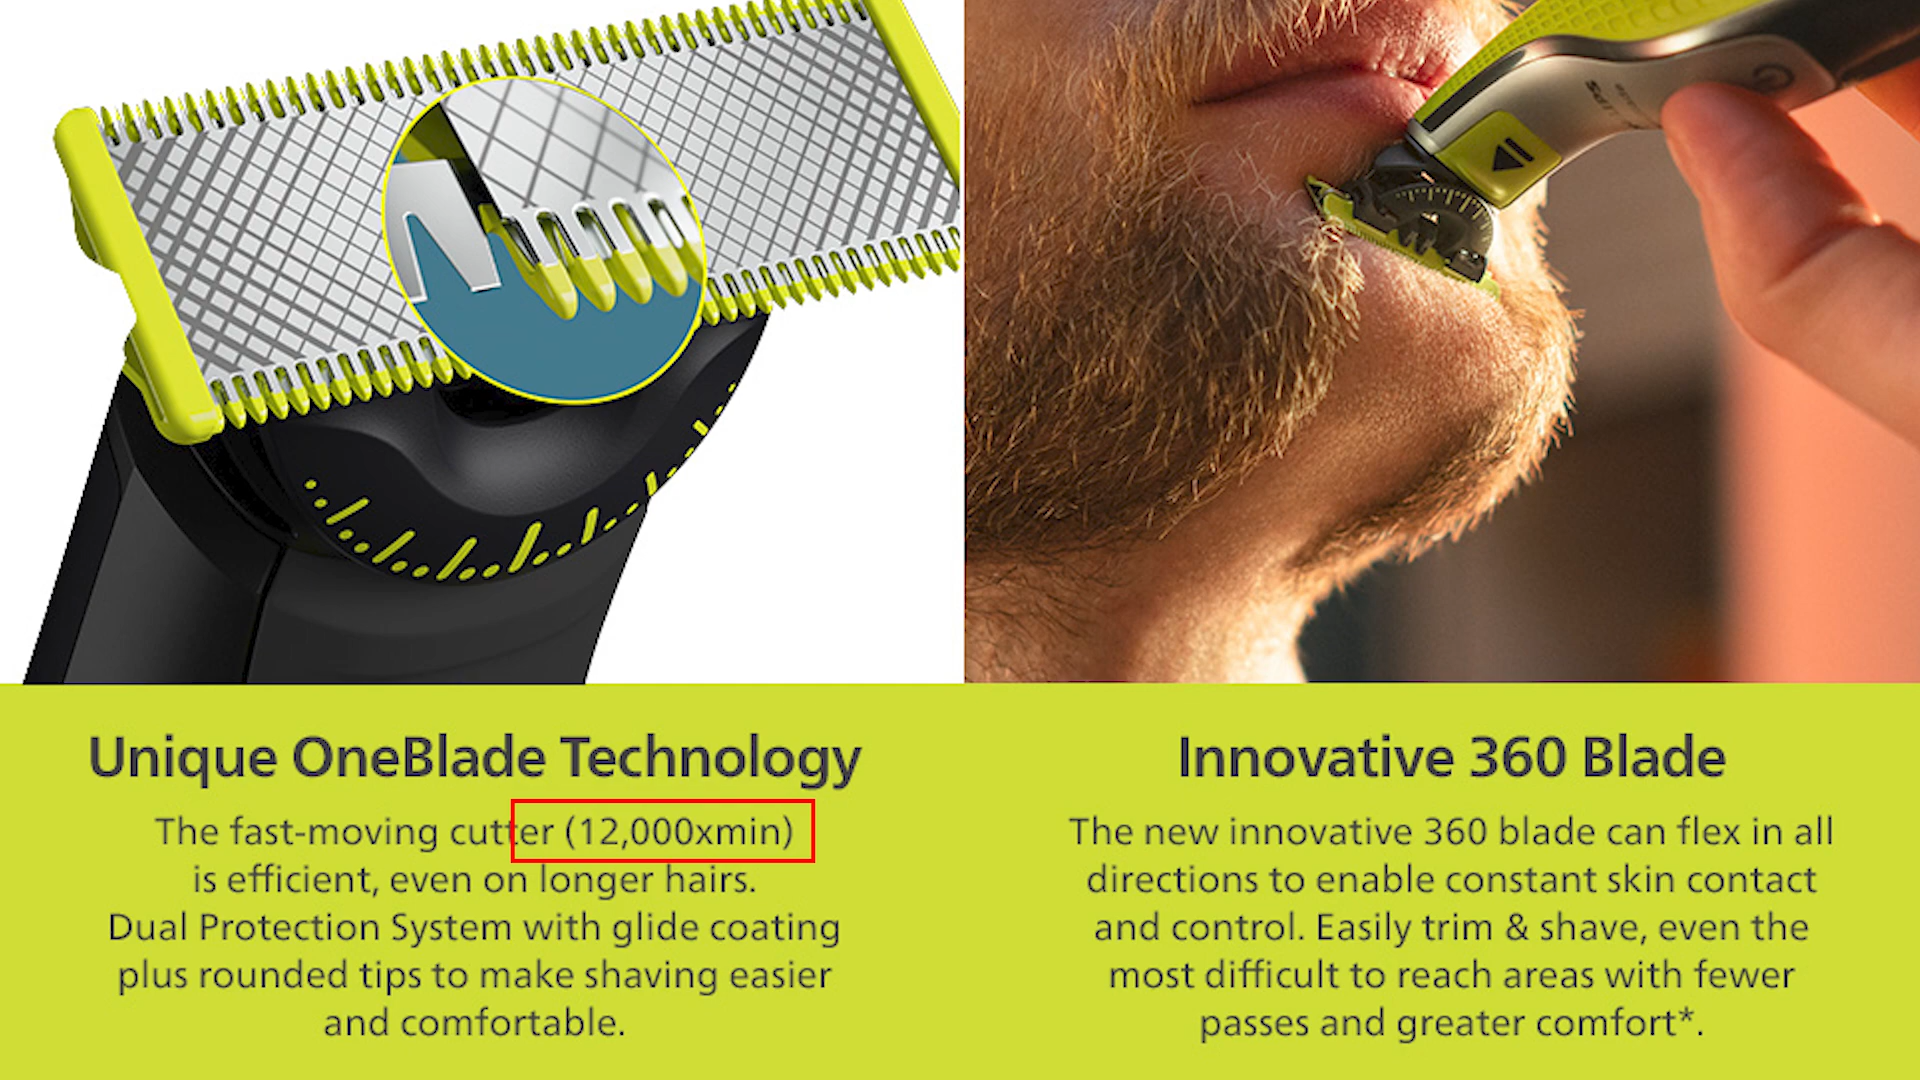 Unique OneBlade Technology
The fast-moving cutter (12,000xmin)
is efficient, even on longer hairs.
Dual Protection System with glide coating
plus rounded tips to make shaving easier
and comfortable.
Innovative 360 Blade
The new innovative 360 blade can flex in all
directions to enable constant skin contact
and control. Easily trim & shave, even the
most difficult to reach areas with fewer
passes and greater comfort*.